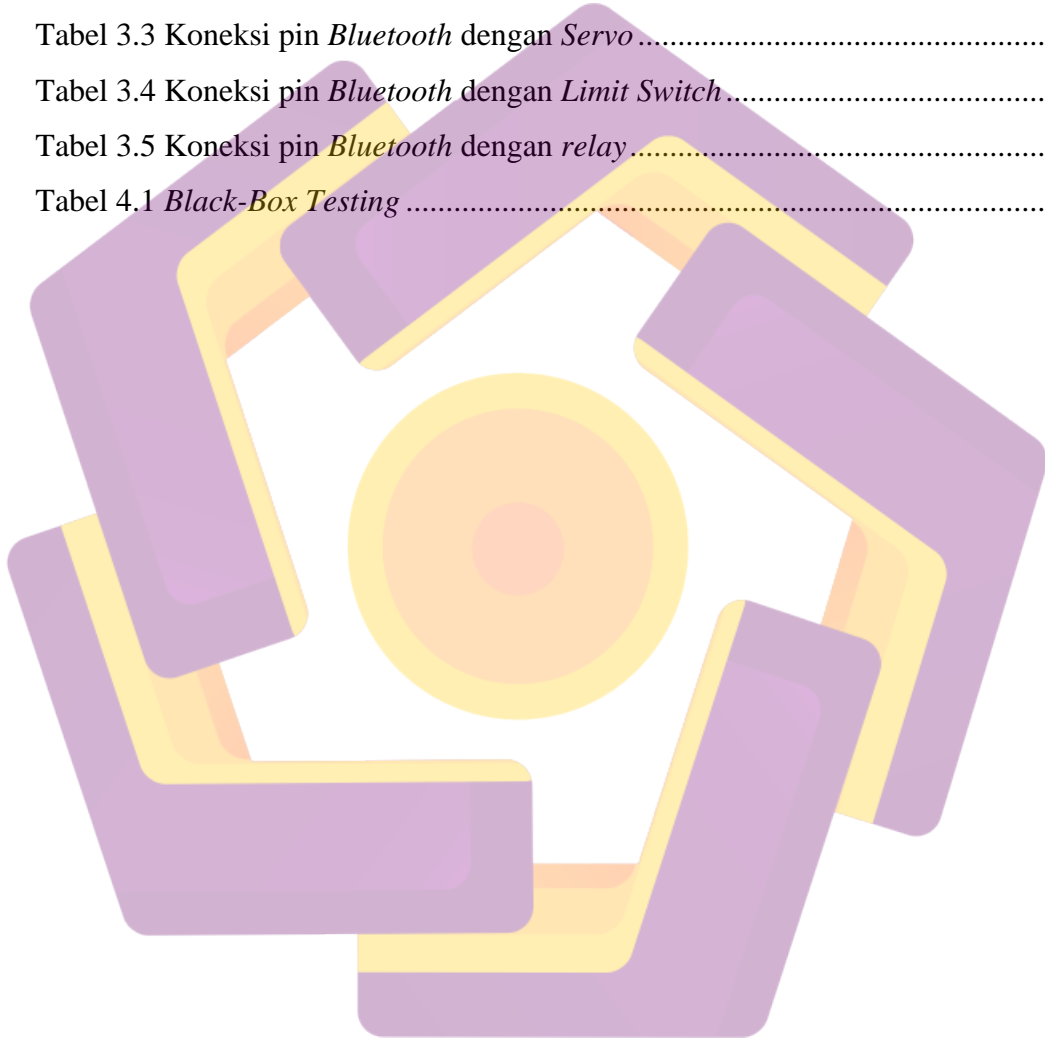 Tabel 3.3 Koneksi pin Bluetooth dengan Servo ....................................................
Tabel 3.4 Koneksi pin Bluetooth dengan Limit Switch ........................................
Tabel 3.5 Koneksi pin Bluetooth dengan relay .....................................................
Tabel 4.1 Black-Box Testing .................................................................................